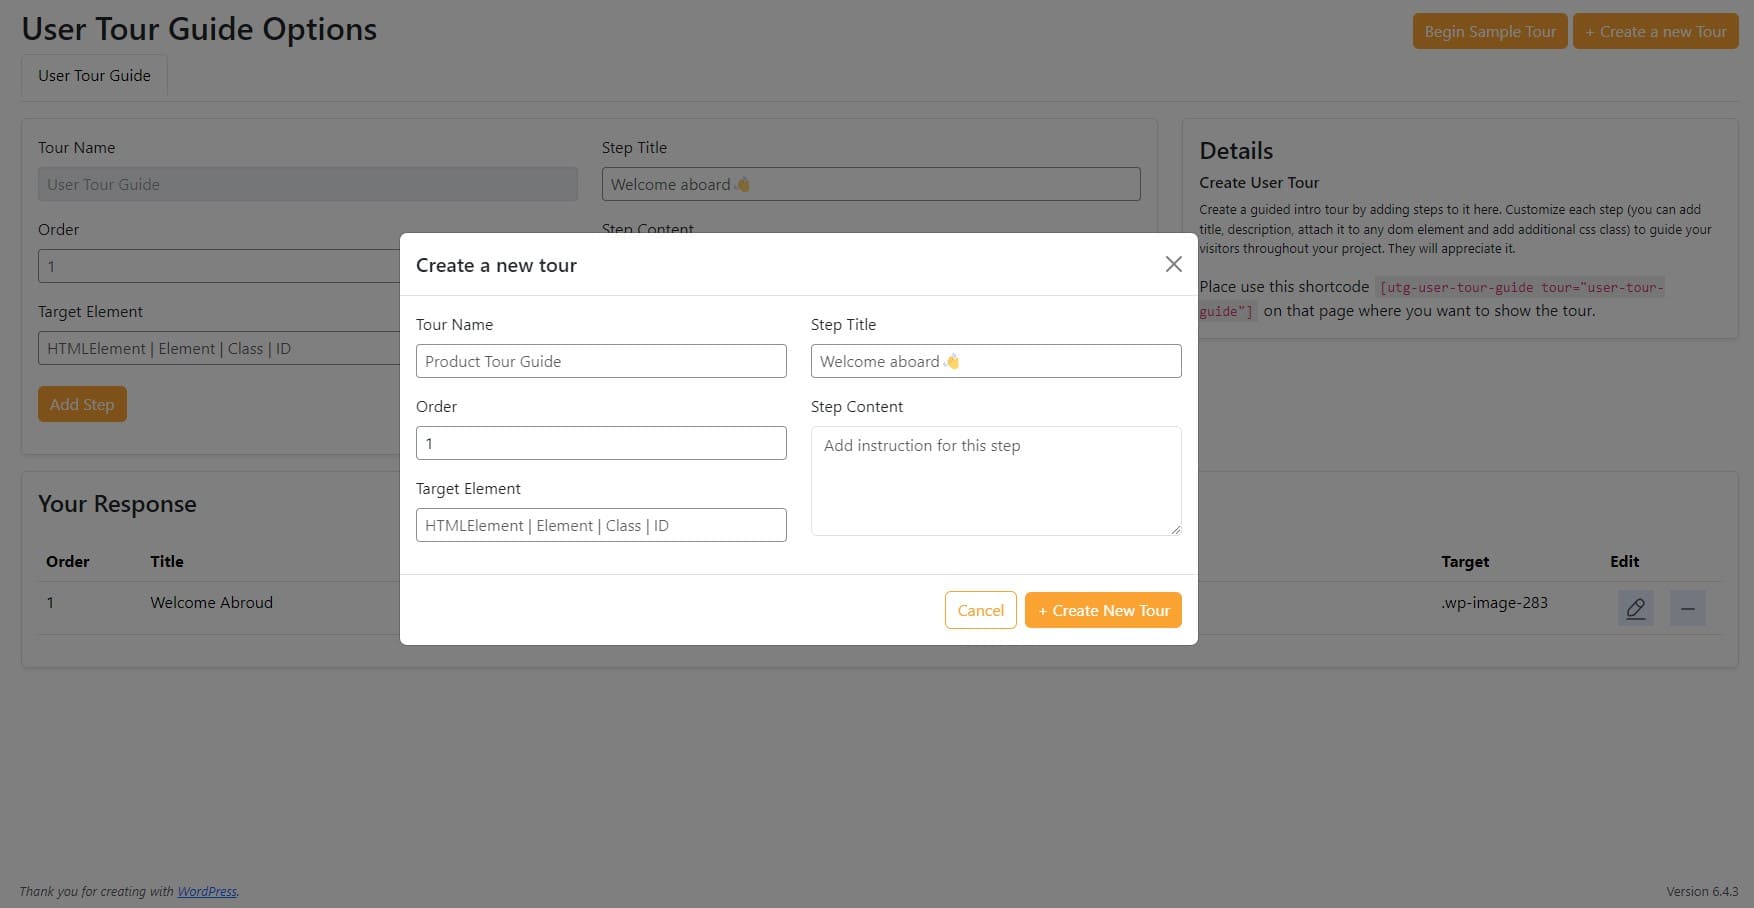 User Tour Guide Options
Begin Sample Tour
+ Create a new Tour
User Tour Guide
Tour Name
User Tour Guide
Step Title
Welcome aboard👋
Order
1
Step Content
Target Element
HTMLElement | Element | Class | ID
Add Step
Details
Create User Tour
Create a guided intro tour by adding steps to it here. Customize each step (you can add
title, description, attach it to any dom element and add additional css class) to guide your
visitors throughout your project. They will appreciate it.
Place use this shortcode [utg-user-tour-guide tour="user-tour-
guide"] on that page where you want to show the tour.
Create a new tour
Tour Name
Product Tour Guide
Step Title
Welcome aboard👋
Order
1
Step Content
Add instruction for this step
Target Element
HTMLElement | Element | Class | ID
Cancel
+ Create New Tour
Your Response
Order Title Target Edit
1 Welcome Abroud .wp-image-283
Thank you for creating with WordPress.
Version 6.4.3